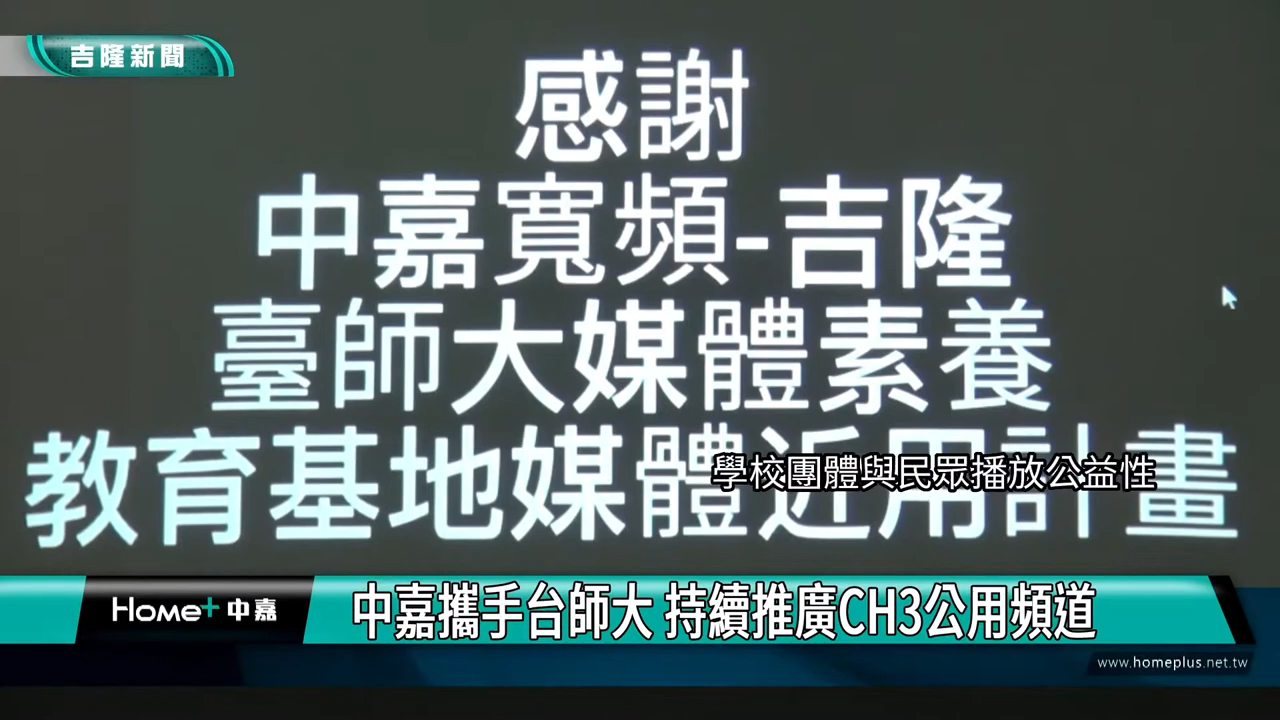 吉隆新聞
感謝
中嘉寬頻-吉隆
臺師大媒體素養
教育基地媒體近用計畫
學校團體與民眾播放公益性
Home+中嘉
中嘉攜手台師大 持續推廣CH3公用頻道
www.homeplus.net.tw